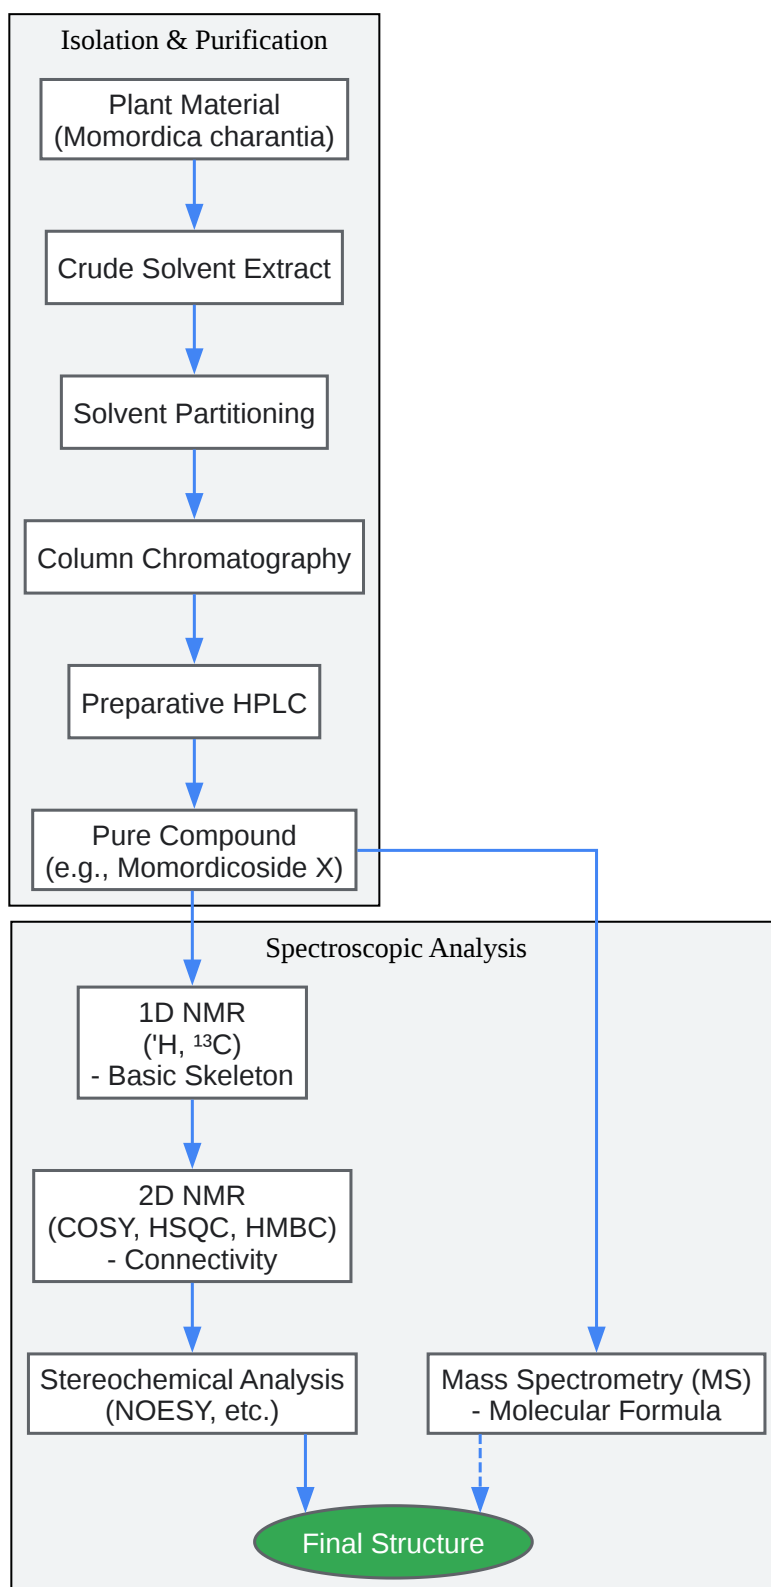 Isolation & Purification
Plant Material
(Momordica charantia)
Crude Solvent Extract
Solvent Partitioning
Column Chromatography
Preparative HPLC
Pure Compound
(e.g., Momordicoside X)
Spectroscopic Analysis
1D NMR
('H, ¹³C)
- Basic Skeleton
2D NMR
(COSY, HSQC, HMBC)
- Connectivity
Stereochemical Analysis
(NOESY, etc.)
Mass Spectrometry (MS)
- Molecular Formula
Final Structure